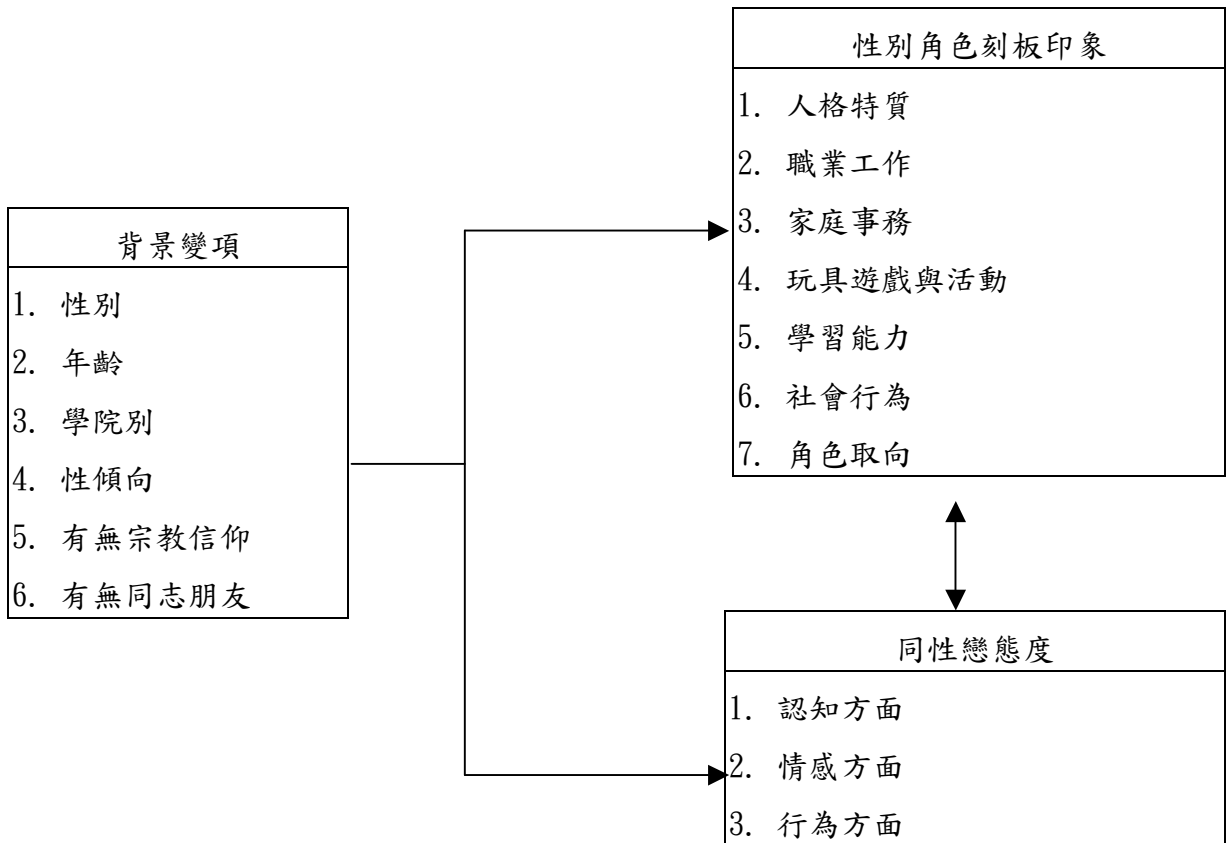 性別角色刻板印象
1. 人格特質
2. 職業工作
3. 家庭事務
4. 玩具遊戲與活動
5. 學習能力
6. 社會行為
7. 角色取向
背景變項
1. 性別
2. 年齡
3. 學院別
4. 性傾向
5. 有無宗教信仰
6. 有無同志朋友
同性戀態度
1. 認知方面
2. 情感方面
3. 行為方面